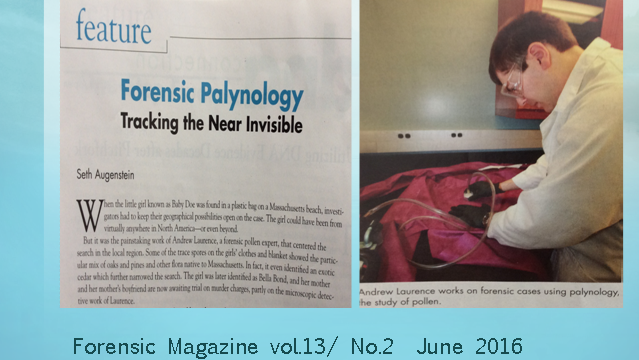 feature
Forensic Palynology
Tracking the Near Invisible
Seth Augenstein
When the little girl known as Baby Doe was found in a plastic bag on a Massachusetts beach, investi-
gators had to keep their geographical possibilities open on the case. The girl could have been from
virtually anywhere in North America—or even beyond.
But it was the painstaking work of Andrew Laurence, a forensic pollen expert, that centered the
search in the local region. Some of the trace spores on the girls' clothes and blanket showed the partic-
ular mix of oaks and pines and other flora native to Massachusetts. In fact, it even identified an exotic
cedar which further narrowed the search. The girl was later identified as Bella Bond, and her mother
and her mother's boyfriend are now awaiting trial on murder charges, partly on the microscopic detec-
tive work of Laurence.
Andrew Laurence works on forensic cases using palynology,
the study of pollen.
Forensic Magazine vol.13/ No.2 June 2016